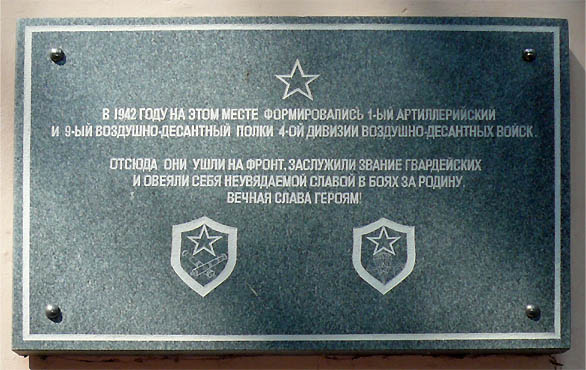 В 1942 ГОДУ НА ЭТОМ МЕСТЕ ФОРМИРОВАЛИСЬ 1-ЫЙ АРТИЛЛЕРИЙСКИЙ
И 9-ЫЙ ВОЗДУШНО-ДЕСАНТНЫЙ ПОЛКИ 4-ОЙ ДИВИЗИИ ВОЗДУШНО-ДЕСАНТНЫХ ВОЙСК.
ОТСЮДА ОНИ УШЛИ НА ФРОНТ, ЗАСЛУЖИЛИ ЗВАНИЕ ГВАРДЕЙСКИХ
И ОВЕЯЛИ СЕБЯ НЕУВЯДАЕМОЙ СЛАВОЙ В БОЯХ ЗА РОДИНУ.
ВЕЧНАЯ СЛАВА ГЕРОЯМ!